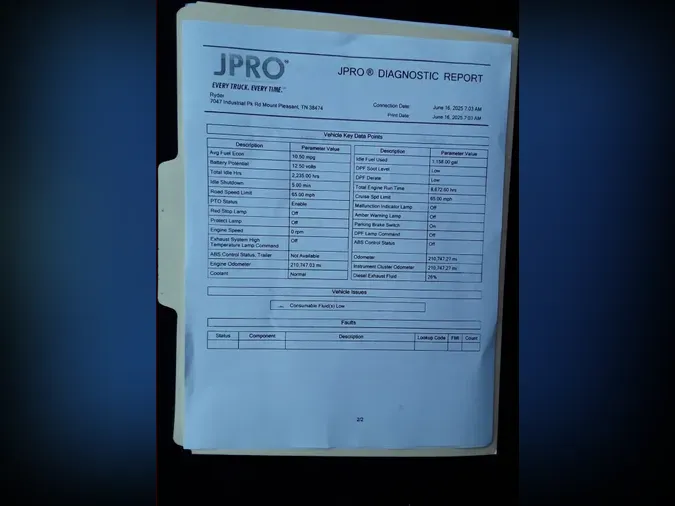 JPRO™
EVERY TRUCK. EVERY TIME.™
JPRO® DIAGNOSTIC REPORT
Ryder
7047 Industrial Pk Rd Mount Pleasant, TN 38474
Connection Date: June 16, 2025 7:03 AM
Print Date: June 16, 2025 7:03 AM
Vehicle Key Data Points
Description Parameter Value
Avg Fuel Econ 10.50 mpg
Battery Potential 12.50 volts
Total Idle Hrs 2,235.00 hrs
Idle Shutdown 5.00 min
Road Speed Limit 65.00 mph
PTO Status Enable
Red Stop Lamp Off
Protect Lamp Off
Engine Speed 0 rpm
Exhaust System High Off
Temperature Lamp Command
ABS Control Status, Trailer Not Available
Engine Odometer 210,747.03 mi
Coolant Normal
Description Parameter Value
Idle Fuel Used 1,158.00 gal
DPF Soot Level Low
DPF Derate Low
Total Engine Run Time 6,672.00 hrs
Cruise Spd Limit 65.00 mph
Malfunction Indicator Lamp Off
Amber Warning Lamp Off
Parking Brake Switch On
DPF Lamp Command Off
ABS Control Status Off
Odometer 210,747.21 mi
Instrument Cluster Odometer 210,747.21 mi
Diesel Exhaust Fluid 28%
Vehicle Issues
Consumable Fluid(s) Low
Faults
Status Component Description Lookup Code FMI Count
2/2